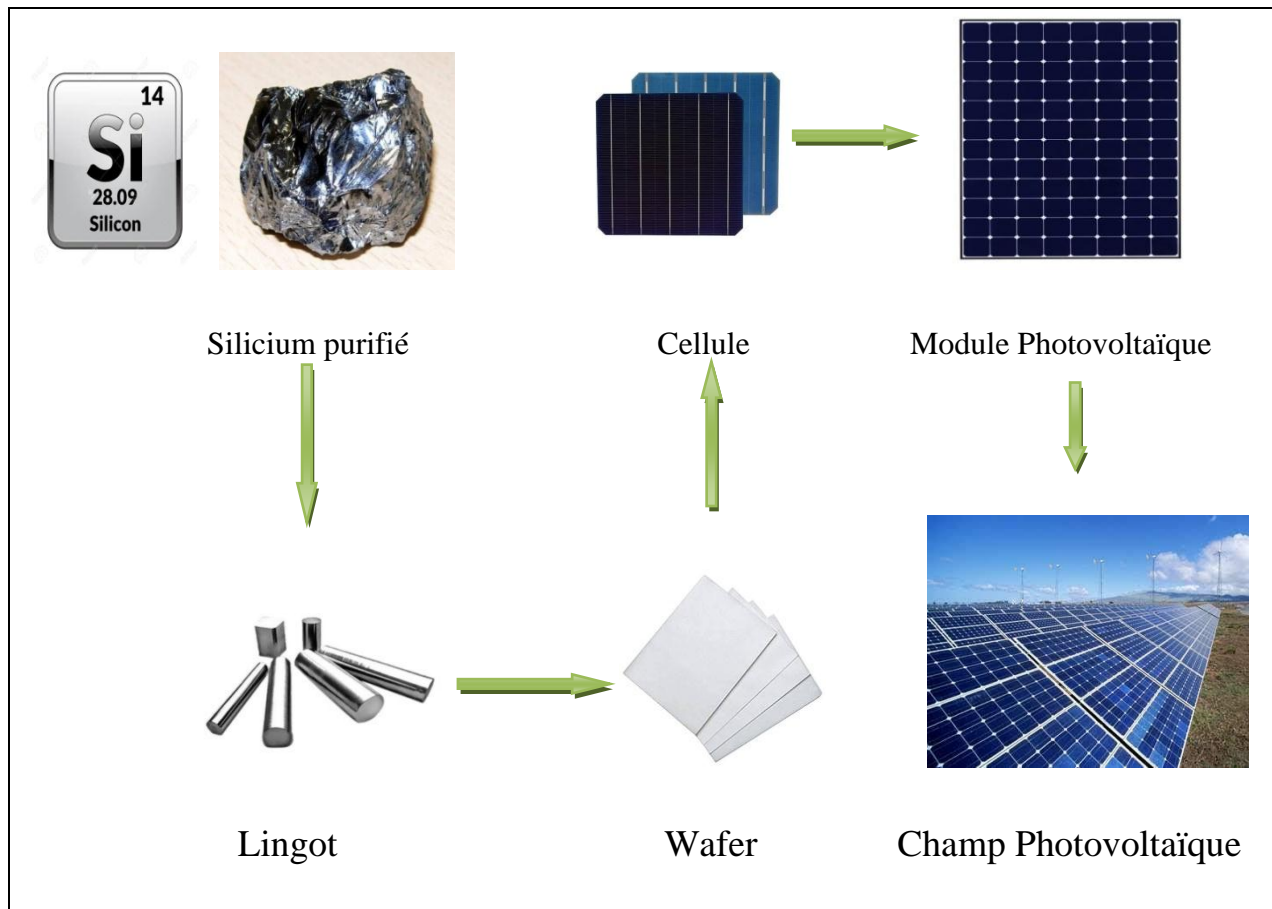 14
Si
28.09
Silicon
Silicium purifié
Cellule
Module Photovoltaïque
Lingot
Wafer
Champ Photovoltaïque